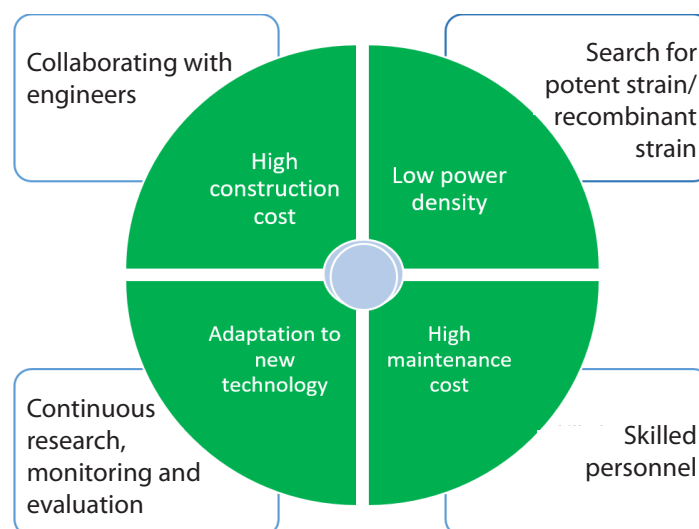 Collaborating with
engineers
Search for
potent strain/
recombinant
strain
High
construction
cost
Low power
density
Adaptation to
new
technology
High
maintenance
cost
Continuous
research,
monitoring and
evaluation
Skilled
personnel